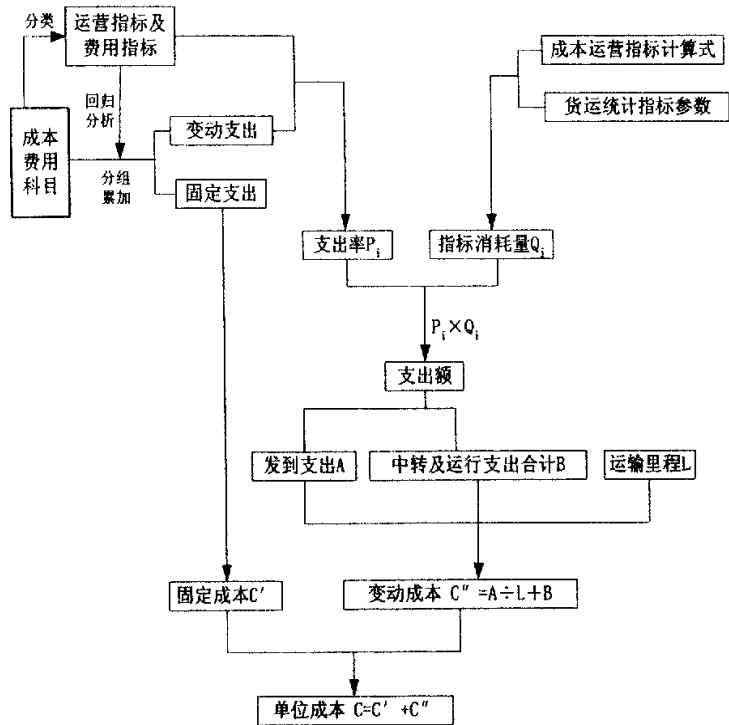 分类
运营指标及
费用指标
成本运营指标计算式
回归
分析
货运统计指标参数
成本
费用
科目
变动支出
分组
累加
固定支出
支出率Pᵢ
指标消耗量Qᵢ
Pᵢ×Qᵢ
支出额
发到支出A
中转及运行支出合计B
运输里程L
固定成本C′
变动成本 C″ =A÷L+B
单位成本 C=C′ +C″